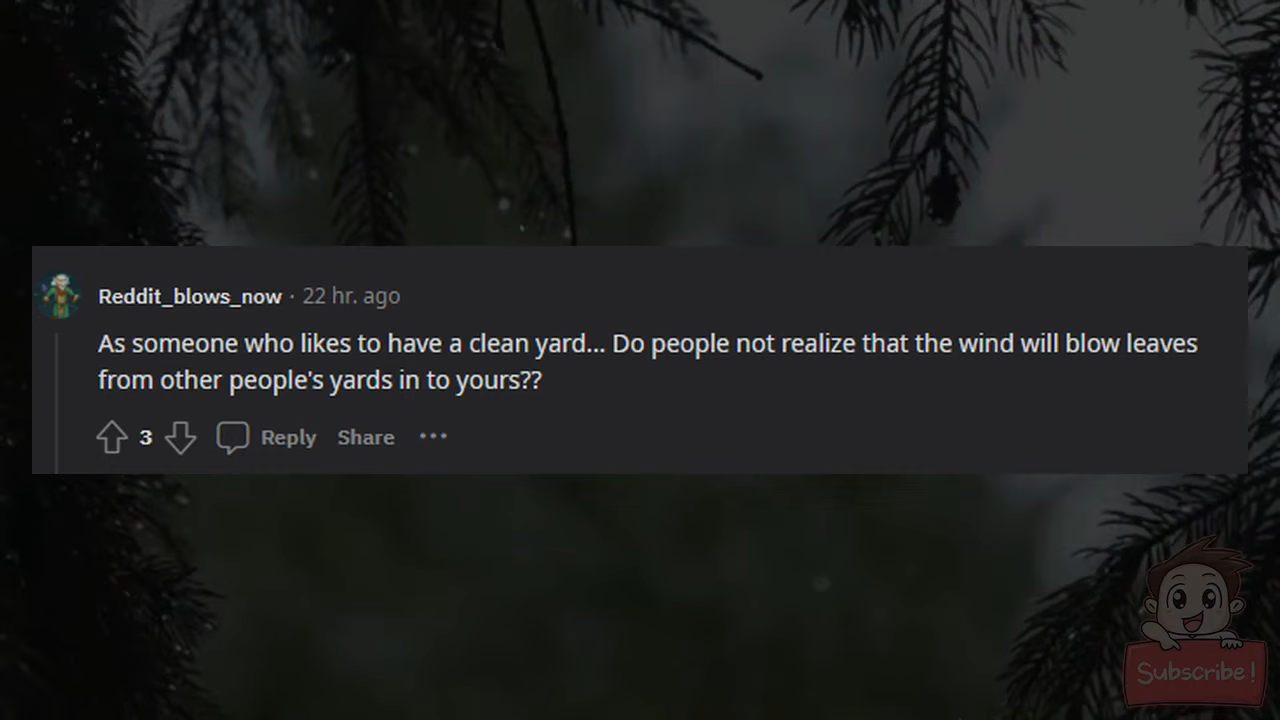 Reddit_blows_now · 22 hr. ago
As someone who likes to have a clean yard... Do people not realize that the wind will blow leaves
from other people's yards in to yours??
3 Reply Share ···
Subscribe!